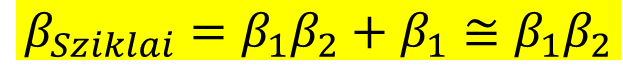 β_Sziklai = β₁β₂ + β₁ ≅ β₁β₂